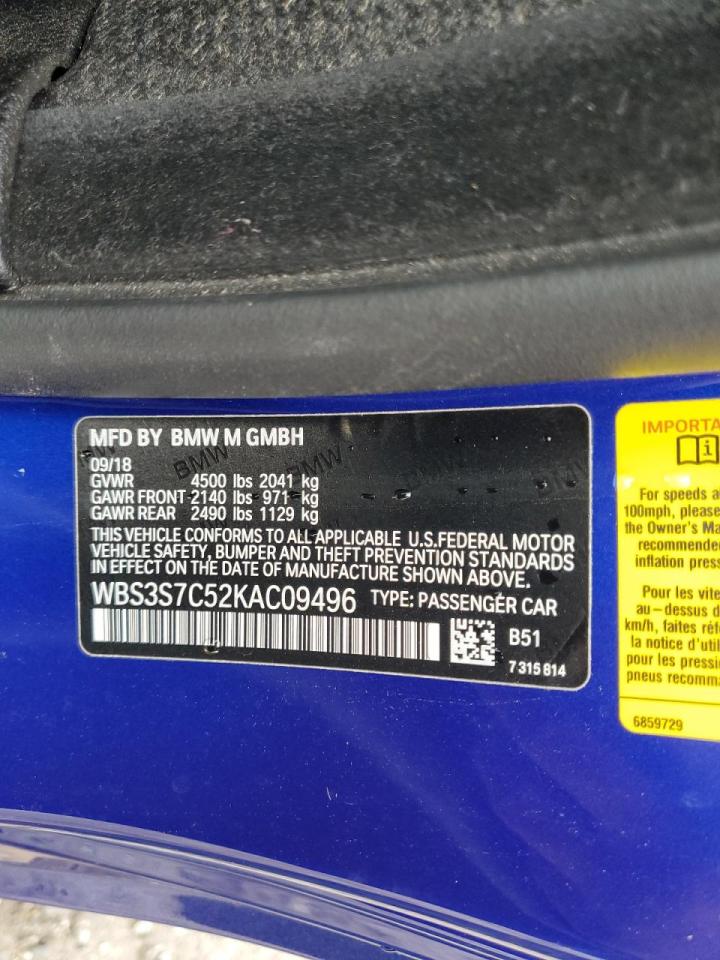 MFD BY BMW M GMBH
09/18
GVWR 4500 lbs 2041 kg
GAWR FRONT 2140 lbs 971 kg
GAWR REAR 2490 lbs 1129 kg
THIS VEHICLE CONFORMS TO ALL APPLICABLE U.S.FEDERAL MOTOR
VEHICLE SAFETY, BUMPER AND THEFT PREVENTION STANDARDS
IN EFFECT ON THE DATE OF MANUFACTURE SHOWN ABOVE.
WBS3S7C52KAC09496 TYPE: PASSENGER CAR
B51
7 315 814
BMW
BMW
BMW
IMPORTA
i
For speeds a
100mph, please
the Owner's Ma
recommende
inflation press
Pour les vite
au-dessus d
km/h, faites réfé
la notice d'util
pour les pressi
pneus recomma
6859729